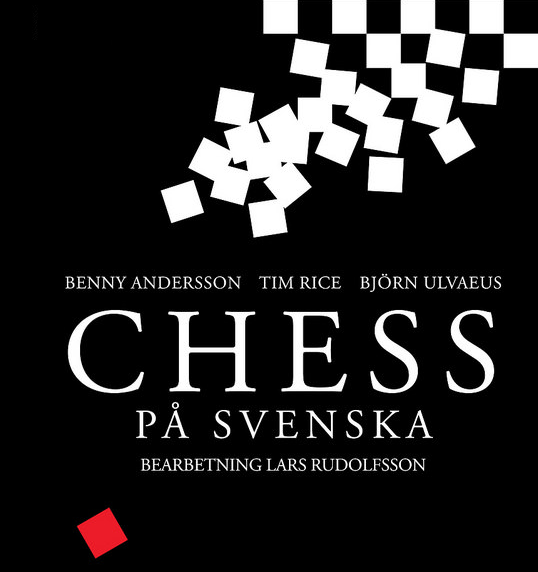 BENNY ANDERSSON TIM RICE BJÖRN ULVAEUS
CHESS
PÅ SVENSKA
BEARBETNING LARS RUDOLFSSON